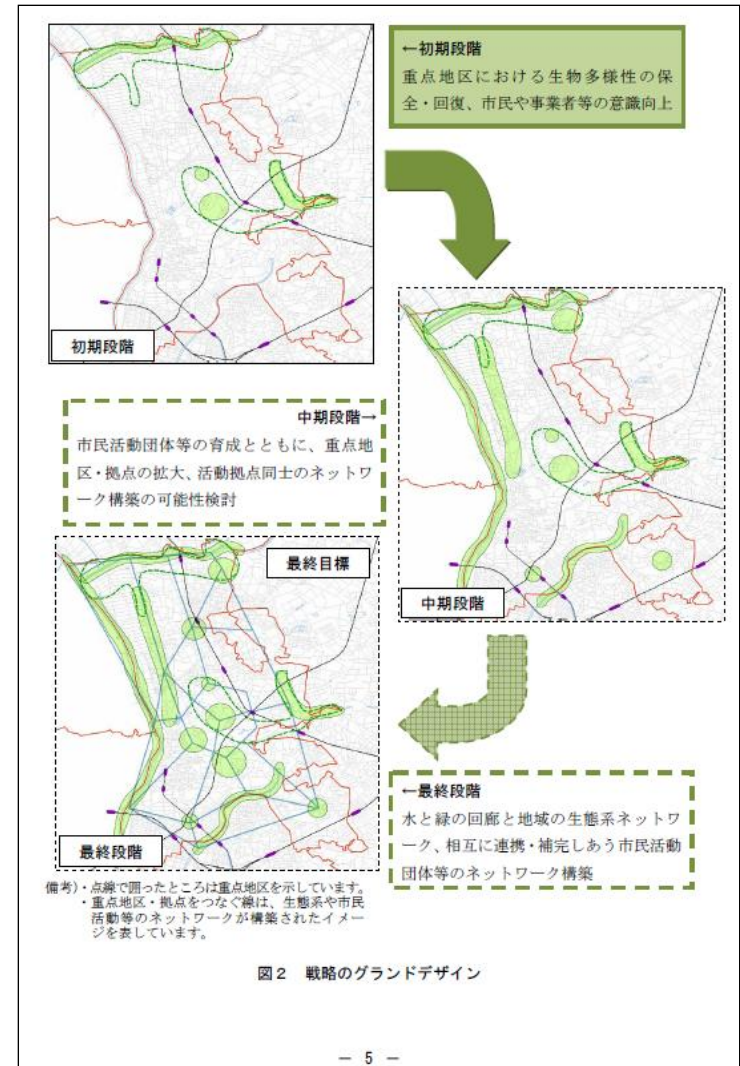 ←初期段階
重点地区における生物多様性の保
全・回復、市民や事業者等の意識向上
初期段階
中期段階→
市民活動団体等の育成とともに、重点地
区・拠点の拡大、活動拠点同士のネットワ
ーク構築の可能性検討
中期段階
最終目標
最終段階
←最終段階
水と緑の回廊と地域の生態系ネットワ
ーク、相互に連携・補完しあう市民活動
団体等のネットワーク構築
備考)・点線で囲ったところは重点地区を示しています。
・重点地区・拠点をつなぐ線は、生態系や市民
活動等のネットワークが構築されたイメー
ジを表しています。
図2 戦略のグランドデザイン
― 5 ―